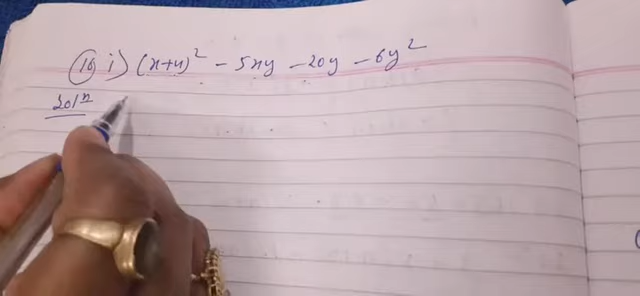 16 i) (x+4)² - 5xy - 20y - 6y²
Solⁿ